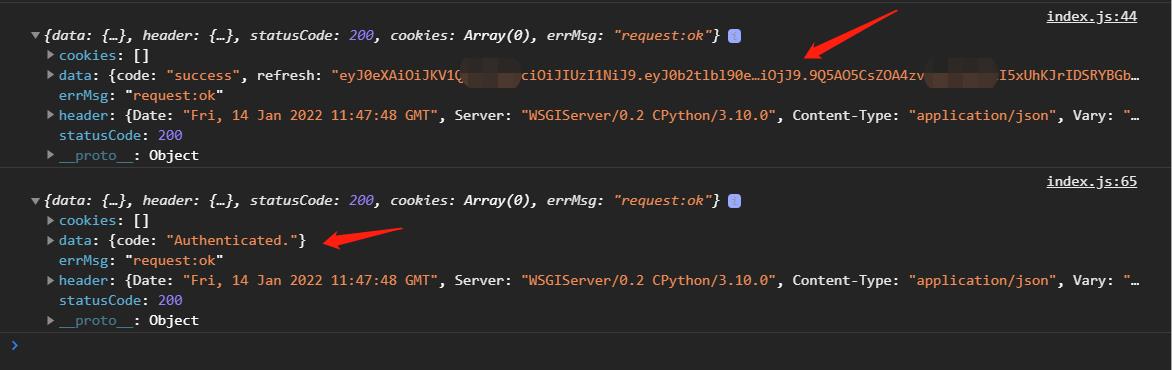 index.js:44
{data: {…}, header: {…}, statusCode: 200, cookies: Array(0), errMsg: "request:ok"} i
cookies: []
data: {code: "success", refresh: "eyJ0eXAiOiJKV1Q ciOiJIUzI1NiJ9.eyJ0b2tlbl90e…iOjJ9.9Q5AO5CsZOA4zv I5xUhKJrIDSRYBGb…
errMsg: "request:ok"
header: {Date: "Fri, 14 Jan 2022 11:47:48 GMT", Server: "WSGIServer/0.2 CPython/3.10.0", Content-Type: "application/json", Vary: "…
statusCode: 200
__proto__: Object
index.js:65
{data: {…}, header: {…}, statusCode: 200, cookies: Array(0), errMsg: "request:ok"} i
cookies: []
data: {code: "Authenticated."}
errMsg: "request:ok"
header: {Date: "Fri, 14 Jan 2022 11:47:48 GMT", Server: "WSGIServer/0.2 CPython/3.10.0", Content-Type: "application/json", Vary: "…
statusCode: 200
__proto__: Object